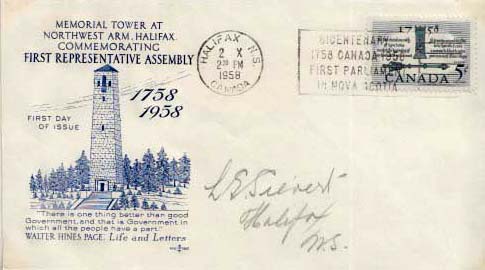 MEMORIAL TOWER AT
NORTHWEST ARM, HALIFAX.
COMMEMORATING
FIRST REPRESENTATIVE ASSEMBLY
1758
1958
FIRST DAY
OF ISSUE
"There is one thing better than good
Government, and that is Government in
which all the people have a part."
WALTER HINES PAGE, Life and Letters
HALIFAX N.S.
2 X
PM
1958
CANADA
BICENTENARY
1758 CANADA 1958
FIRST PARLIAMENT
IN NOVA SCOTIA
1758
CANADA 5¢
L E Sievert
Halifax
N.S.